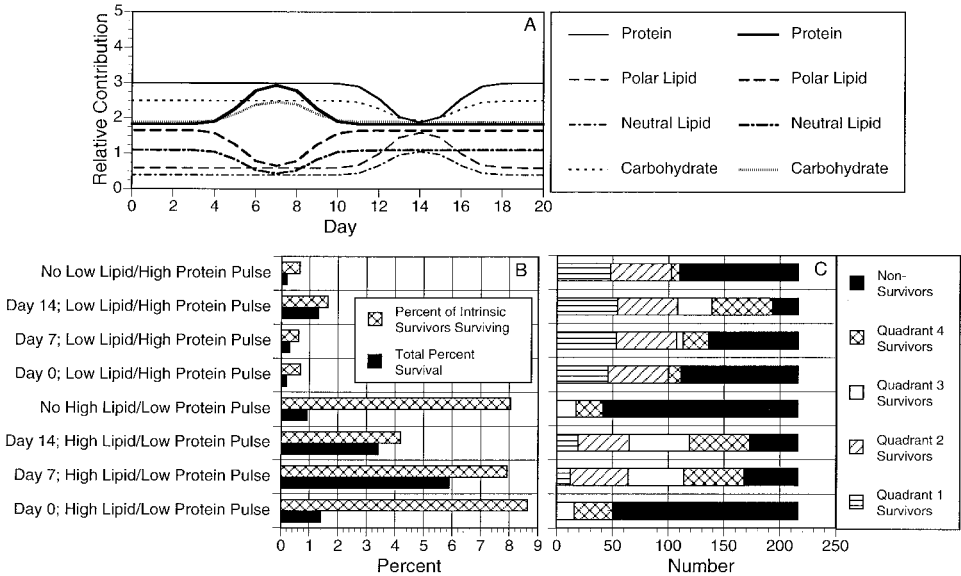 A
Relative Contribution
5
4
3
2
1
0
0 2 4 6 8 10 12 14 16 18 20
Day
Protein Protein
Polar Lipid Polar Lipid
Neutral Lipid Neutral Lipid
Carbohydrate Carbohydrate
B
No Low Lipid/High Protein Pulse
Day 14; Low Lipid/High Protein Pulse
Day 7; Low Lipid/High Protein Pulse
Day 0; Low Lipid/High Protein Pulse
No High Lipid/Low Protein Pulse
Day 14; High Lipid/Low Protein Pulse
Day 7; High Lipid/Low Protein Pulse
Day 0; High Lipid/Low Protein Pulse
Percent of Intrinsic
Survivors Surviving
Total Percent
Survival
0 1 2 3 4 5 6 7 8 9
Percent
C
0 50 100 150 200 250
Number
Non-
Survivors
Quadrant 4
Survivors
Quadrant 3
Survivors
Quadrant 2
Survivors
Quadrant 1
Survivors